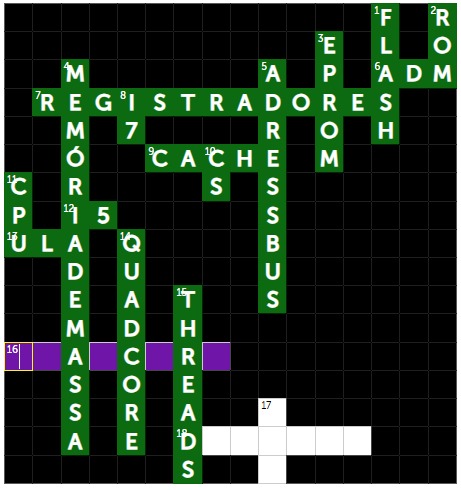 1 F 2 R
3 E L O
4 M 5 A P 6 A D M
7 R E G 8 I S T R A D O R E S
M 7 R O H
Ó 9 C A 10 C H E M
11 C R S S
P 12 I 5 S
13 U L A 14 Q B
D U U
E A 15 T S
M D H
16 A C R
S O E
S R A 17
A E 18 D
S